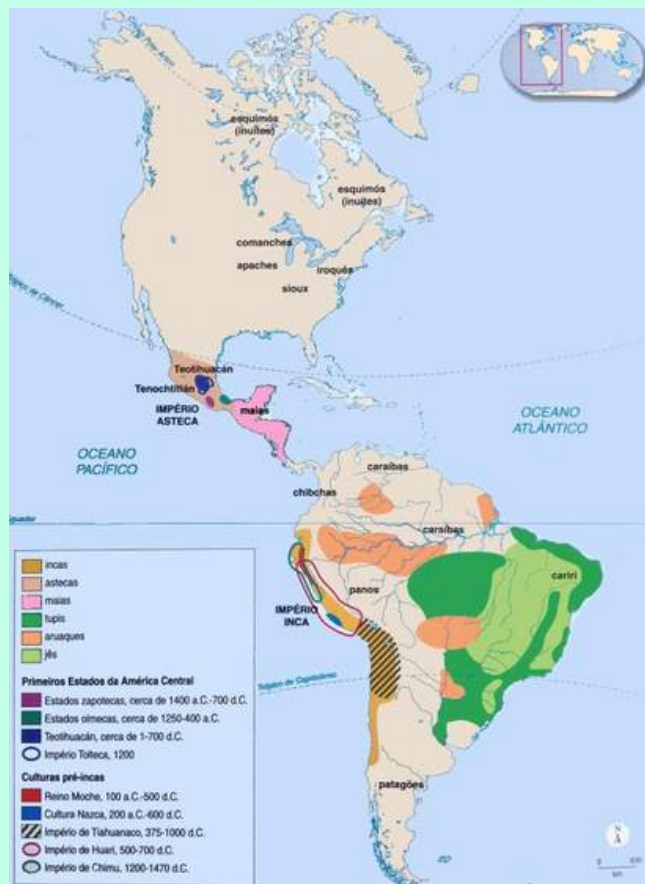 esquimós
(inuítes)
esquimós
(inuítes)
comanches
apaches
iroquês
sioux
Trópico de Câncer
Teotihuacán
Tenochtitlán
IMPÉRIO
ASTECA
maias
OCEANO
PACÍFICO
OCEANO
ATLÂNTICO
caraíbas
chibchas
Equador
caraíbas
cariri
panos
IMPÉRIO
INCA
Trópico de Capricórnio
patagões
incas
astecas
maias
tupis
aruaques
jês
Primeiros Estados da América Central
Estados zapotecas, cerca de 1400 a.C.-700 d.C.
Estados olmecas, cerca de 1250-400 a.C.
Teotihuacán, cerca de 1-700 d.C.
Império Tolteca, 1200
Culturas pré-incas
Reino Moche, 100 a.C.-500 d.C.
Cultura Nazca, 200 a.C.-600 d.C.
Império de Tiahuanaco, 375-1000 d.C.
Império de Huari, 500-700 d.C.
Império de Chimu, 1200-1470 d.C.
N
0
km